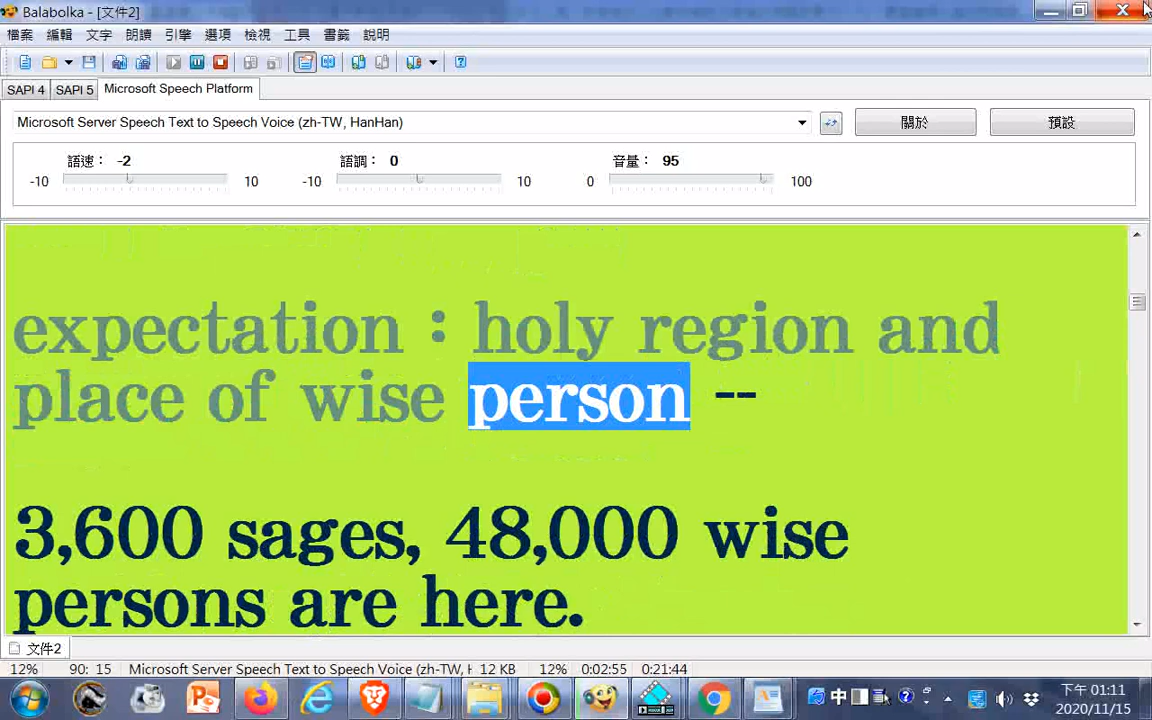 Balabolka - [文件2]
檔案 編輯 文字 朗讀 引擎 選項 檢視 工具 書籤 說明
SAPI 4 SAPI 5 Microsoft Speech Platform
Microsoft Server Speech Text to Speech Voice (zh-TW, HanHan) 關於 預設
語速： -2 語調： 0 音量： 95
-10 10 -10 10 0 100
expectation : holy region and
place of wise person --
3,600 sages, 48,000 wise
persons are here.
文件2
12% 90: 15 Microsoft Server Speech Text to Speech Voice (zh-TW, H 12 KB 12% 0:02:55 0:21:44
中 下午 01:11
2020/11/15